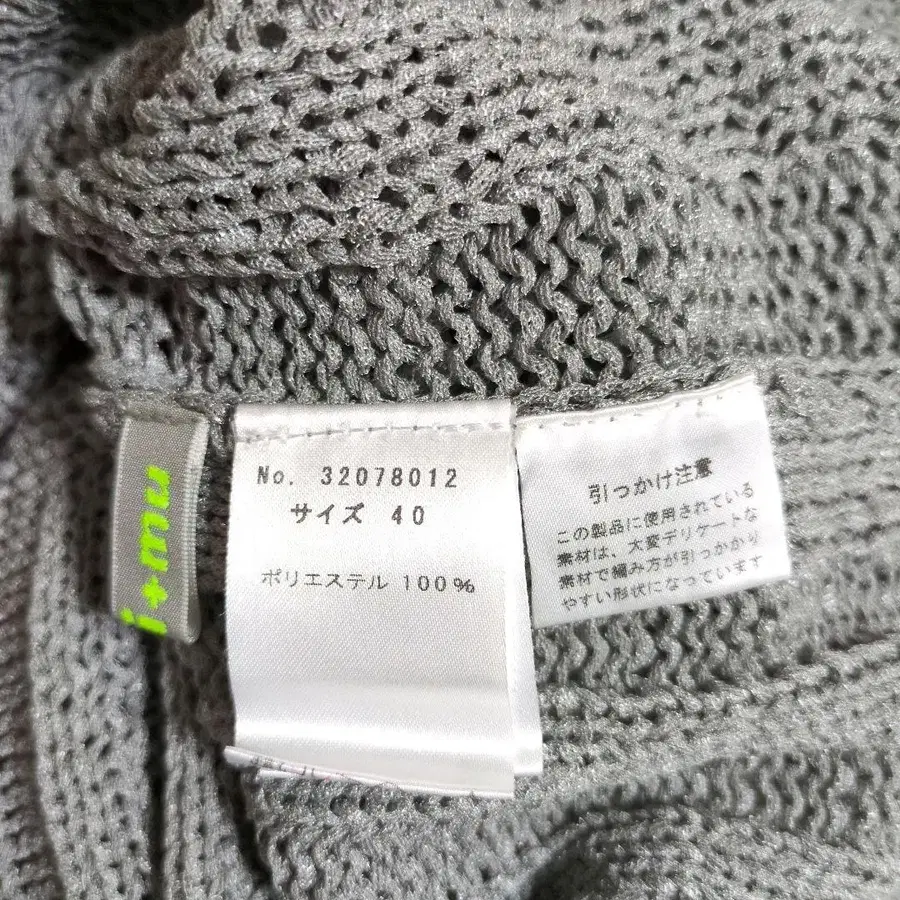 i+mu
No. 32078012
サイズ 40
ポリエステル 100%
引っかけ注意
この製品に使用されている
素材は、大変デリケートな
素材で編み方が引っかかり
やすい形状になっています